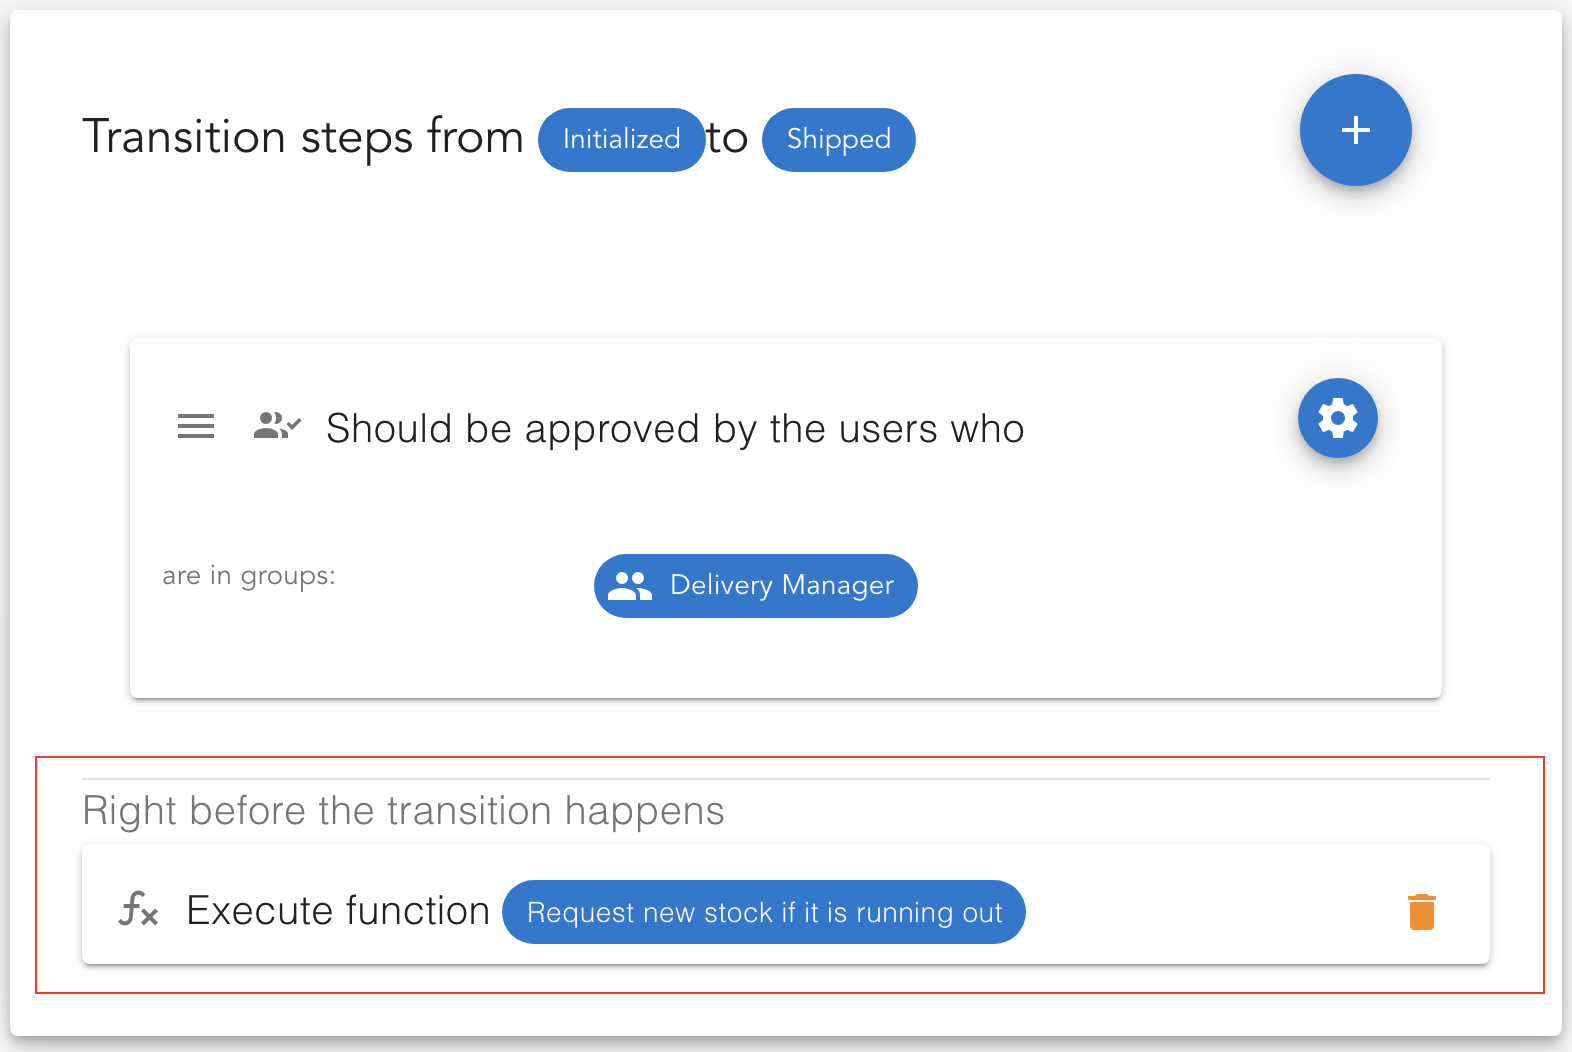 Transition steps from Initialized to Shipped
Should be approved by the users who
are in groups: Delivery Manager
Right before the transition happens
Execute function Request new stock if it is running out